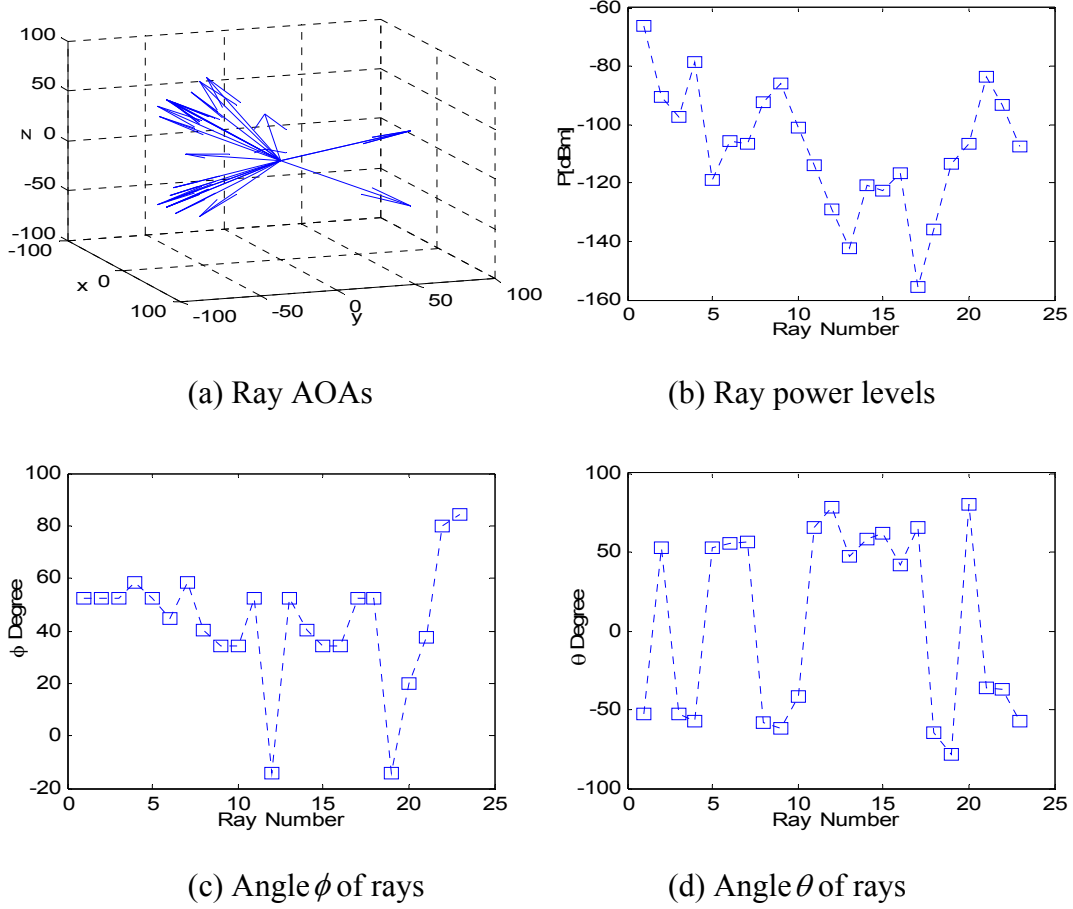 100
50
0
-50
-100
z
-100
0
100
x
-100
-50
0
50
100
y
(a) Ray AOAs
-60
-80
-100
-120
-140
-160
P[dBm]
0 5 10 15 20 25
Ray Number
(b) Ray power levels
100
80
60
40
20
0
-20
ϕ Degree
0 5 10 15 20 25
Ray Number
(c) Angle ϕ of rays
100
50
0
-50
-100
θ Degree
0 5 10 15 20 25
Ray Number
(d) Angle θ of rays